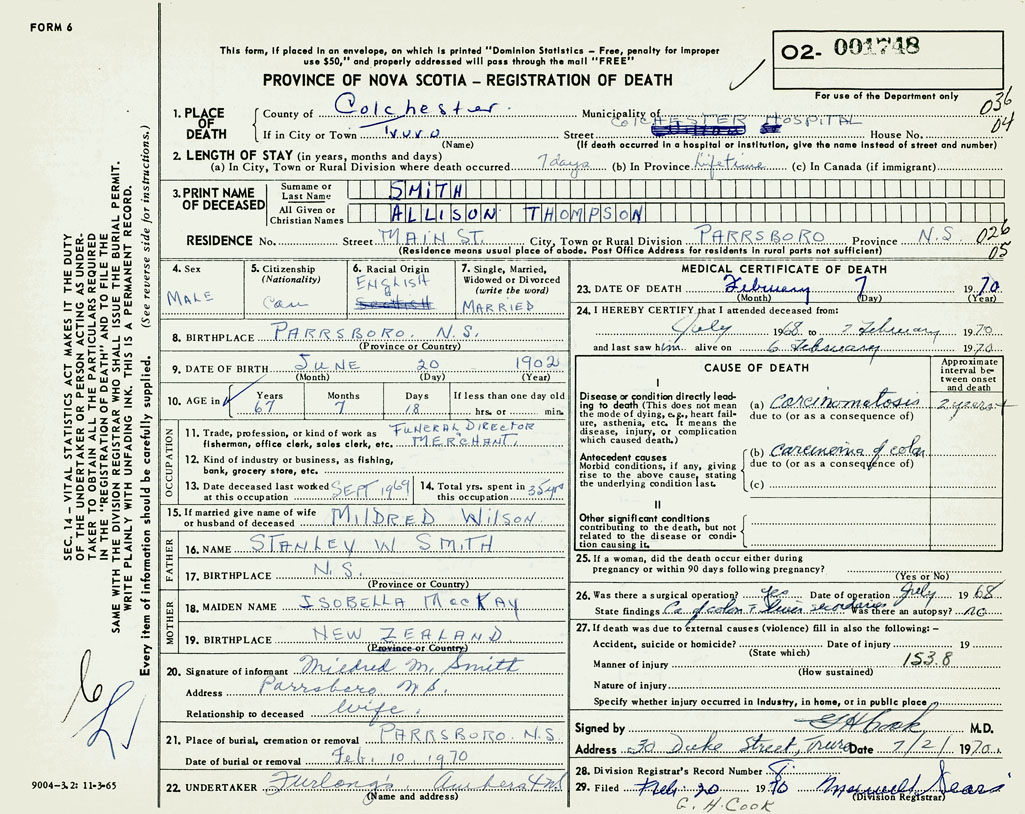 FORM 6
This form, if placed in an envelope, on which is printed "Dominion Statistics – Free, penalty for improper
use $50," and properly addressed will pass through the mail "FREE"
PROVINCE OF NOVA SCOTIA – REGISTRATION OF DEATH
O2- 001748
For use of the Department only
036
04
1. PLACE OF DEATH
County of Colchester
Municipality of
COLCHESTER HOSPITAL
If in City or Town Truro Street House No.
(Name) (If death occurred in a hospital or institution, give the name instead of street and number)
2. LENGTH OF STAY (in years, months and days)
(a) In City, Town or Rural Division where death occurred 7 days (b) In Province Lifetime (c) In Canada (if immigrant)
3. PRINT NAME OF DECEASED
Surname or Last Name SMITH
All Given or Christian Names ALLISON THOMPSON
RESIDENCE No. Street MAIN ST. City, Town or Rural Division PARRSBORO Province N.S.
(Residence means usual place of abode. Post Office Address for residents in rural parts not sufficient)
026
05
4. Sex
MALE
5. Citizenship
(Nationality)
Can
6. Racial Origin
ENGLISH
7. Single, Married,
Widowed or Divorced
(write the word)
MARRIED
8. BIRTHPLACE PARRSBORO. N.S.
(Province or Country)
9. DATE OF BIRTH JUNE 20 1902
(Month) (Day) (Year)
10. AGE in
Years 67
Months 7
Days 18
If less than one day old
hrs. or min.
OCCUPATION
11. Trade, profession, or kind of work as
fisherman, office clerk, sales clerk, etc.
FUNERAL DIRECTOR
MERCHANT.
12. Kind of industry or business, as fishing,
bank, grocery store, etc.
13. Date deceased last worked
at this occupation SEPT 1969
14. Total yrs. spent in
this occupation 35 yrs
15. If married give name of wife
or husband of deceased MILDRED WILSON
FATHER
16. NAME STANLEY W. SMITH
17. BIRTHPLACE N.S.
(Province or Country)
MOTHER
18. MAIDEN NAME ISOBELLA McCKAY
19. BIRTHPLACE NEW ZEALAND
(Province or Country)
20. Signature of informant Mildred M. Smith
Address Parrsboro N.S.
Relationship to deceased Wife.
21. Place of burial, cremation or removal PARRSBORO. N.S.
Date of burial or removal Feb. 10, 1970
22. UNDERTAKER Furlong's, Amherst N.S
(Name and address)
MEDICAL CERTIFICATE OF DEATH
23. DATE OF DEATH February 7 1970
(Month) (Day) (Year)
24. I HEREBY CERTIFY that I attended deceased from:
July 1968 to 7 February 1970
and last saw him alive on 6 February 1970
CAUSE OF DEATH
Approximate
interval be-
tween onset
and death
I
Disease or condition directly lead-
ing to death (This does not mean
the mode of dying, e.g., heart fail-
ure, asthenia, etc. It means the
disease, injury, or complication
which caused death.)
(a) Carcinomatosis 2 years +
due to (or as a consequence of)
Antecedent causes
Morbid conditions, if any, giving
rise to the above cause, stating
the underlying condition last.
(b) carcinoma of colon
due to (or as a consequence of)
(c)
II
Other significant conditions
contributing to the death, but not
related to the disease or condi-
tion causing it.
25. If a woman, did the death occur either during
pregnancy or within 90 days following pregnancy?
(Yes or No)
26. Was there a surgical operation? yes Date of operation July 1968
State findings Ca of colon + liver secondaries Was there an autopsy? no
27. If death was due to external causes (violence) fill in also the following: –
Accident, suicide or homicide? Date of injury 19
(State which)
Manner of injury 153.8
(How sustained)
Nature of injury
Specify whether injury occurred in Industry, in home, or in public place
Signed by G H Cook M.D.
Address 30 Duke Street, Truro Date 7/2/ 1970.
28. Division Registrar's Record Number
29. Filed Feb 20 1970 Maxwell Sears
(Division Registrar)
G. H. COOK
SEC. 14 – VITAL STATISTICS ACT MAKES IT THE DUTY
OF THE UNDERTAKER OR PERSON ACTING AS UNDER-
TAKER TO OBTAIN ALL THE PARTICULARS REQUIRED
IN THE "REGISTRATION OF DEATH" AND TO FILE THE
SAME WITH THE DIVISION REGISTRAR WHO SHALL ISSUE THE BURIAL PERMIT.
WRITE PLAINLY WITH UNFADING INK. THIS IS A PERMANENT RECORD.
Every item of information should be carefully supplied. (See reverse side for instructions.)
9004–3.2: 11-3-65